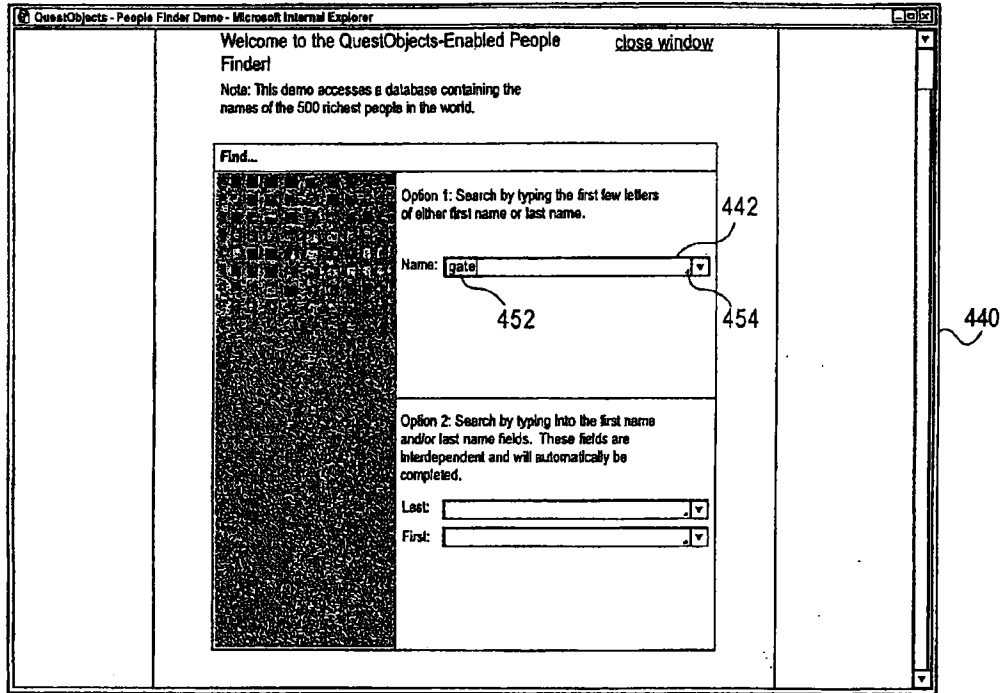 QuestObjects - People Finder Demo - Microsoft Internet Explorer
Welcome to the QuestObjects-Enabled People
Finder!
close window
Note: This demo accesses a database containing the
names of the 500 richest people in the world.
Find...
Option 1: Search by typing the first few letters
of either first name or last name.
442
Name: gate
452
454
440
Option 2: Search by typing into the first name
and/or last name fields. These fields are
interdependent and will automatically be
completed.
Last:
First: